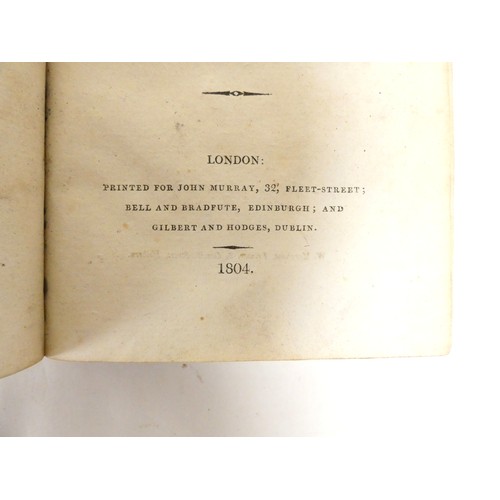 LONDON:
PRINTED FOR JOHN MURRAY, 32, FLEET-STREET;
BELL AND BRADFUTE, EDINBURGH; AND
GILBERT AND HODGES, DUBLIN.
1804.